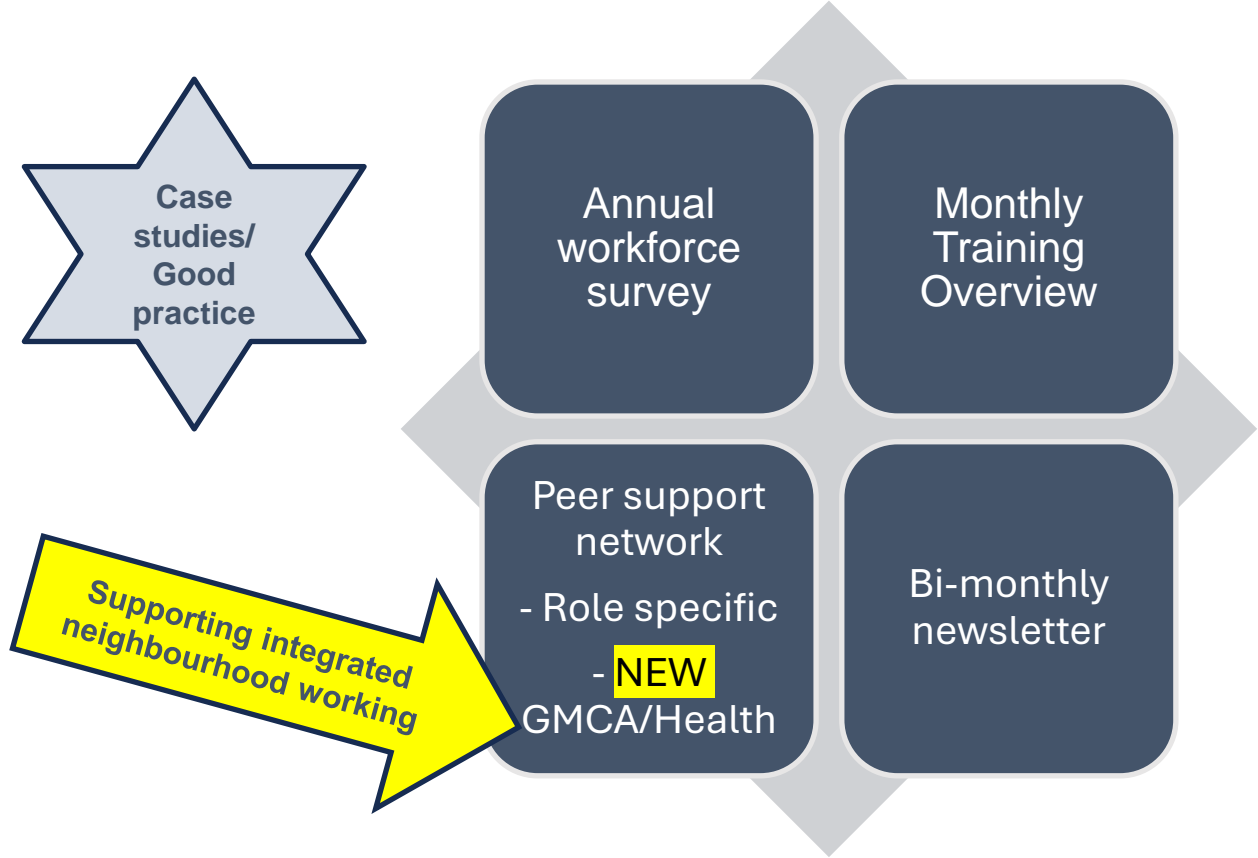 Case
studies/
Good
practice
Annual
workforce
survey
Monthly
Training
Overview
Supporting integrated
neighbourhood working
Peer support
network
- Role specific
- NEW
GMCA/Health
Bi-monthly
newsletter